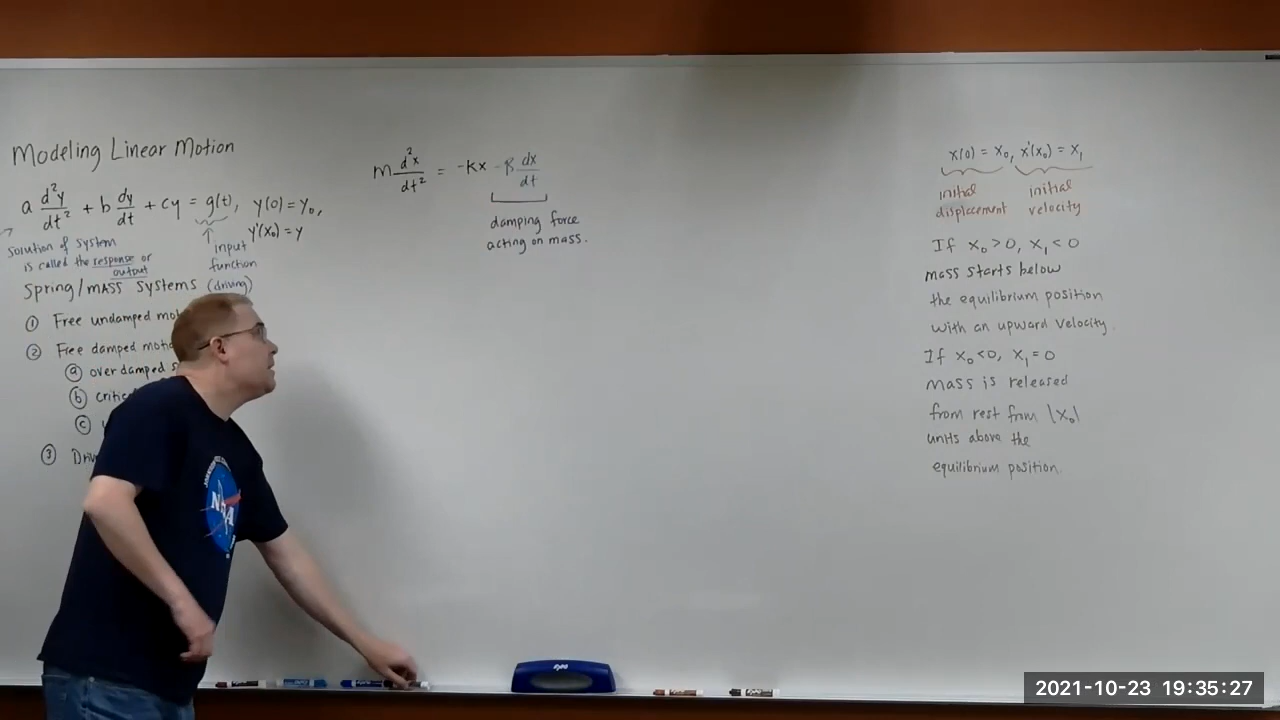 Modeling Linear Motion
a d²y/dt² + b dy/dt + cy = g(t), y(0) = y₀,
y'(x₀) = y
solution of system
is called the response or
output
input
function
(driving)
Spring/mass systems
① Free undamped
② Free damped
ⓐ over damped
ⓑ
ⓒ
③
m d²x/dt² = -kx - β dx/dt
damping force
acting on mass.
x(0) = x₀, x'(x₀) = x₁
initial displacement
initial velocity
If x₀ > 0, x₁ < 0
mass starts below
the equilibrium position
with an upward velocity.
If x₀ < 0, x₁ = 0
mass is released
from rest from |x₀|
units above the
equilibrium position.
NASA
expo
2021-10-23 19:35:27